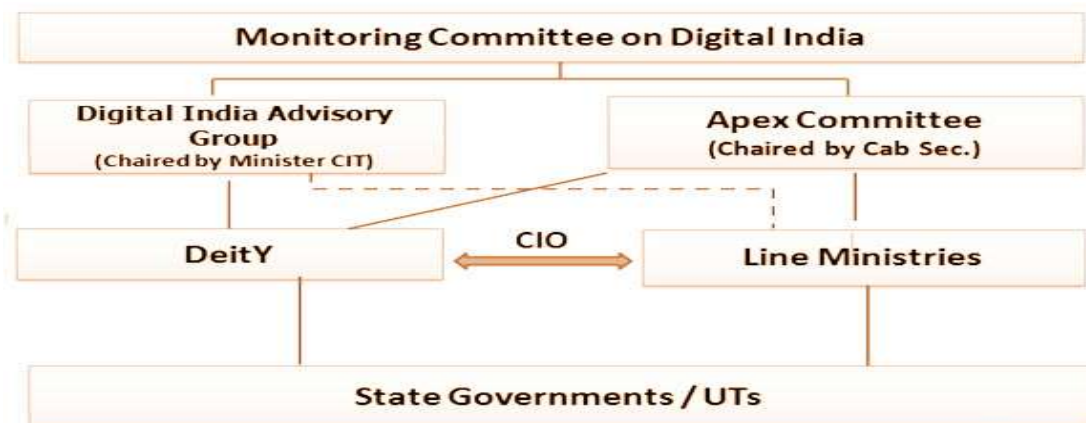 Monitoring Committee on Digital India
Digital India Advisory
Group
(Chaired by Minister CIT)
Apex Committee
(Chaired by Cab Sec.)
DeitY
CIO
Line Ministries
State Governments / UTs